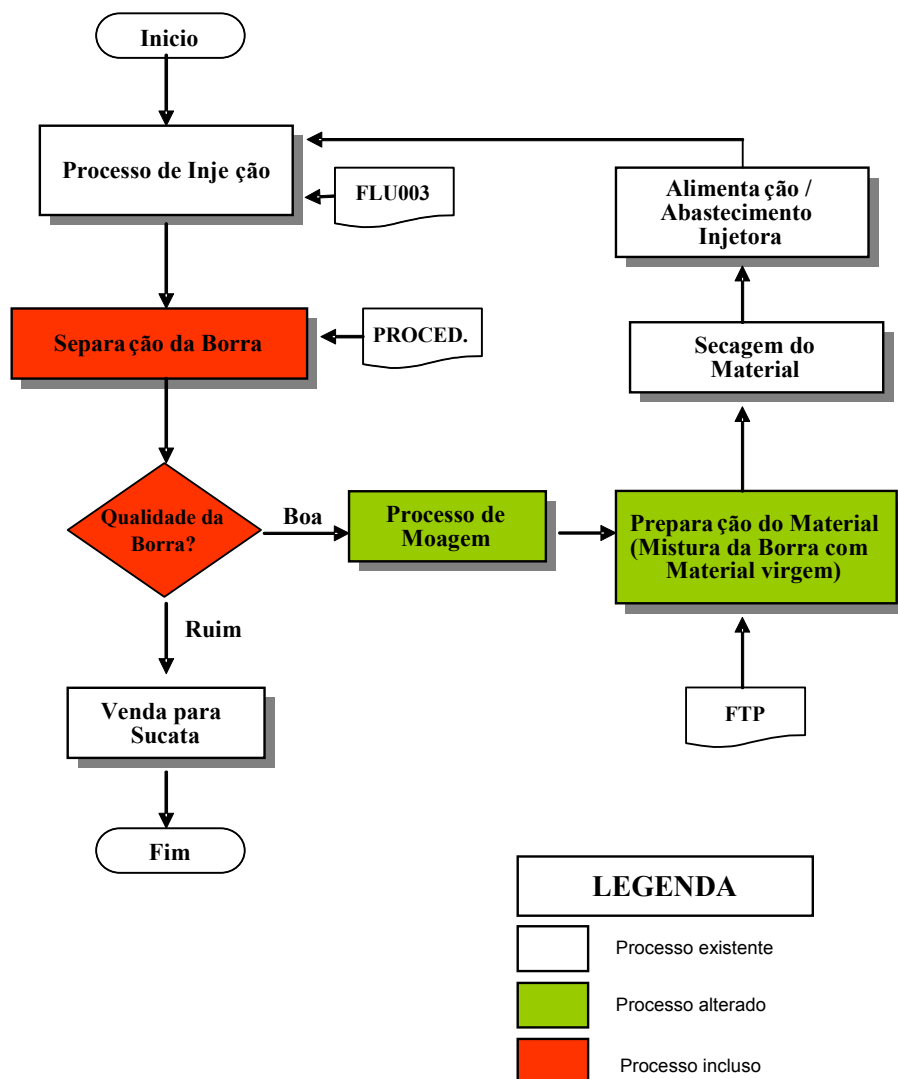 Inicio
Processo de Inje ção
FLU003
Alimenta ção /
Abastecimento
Injetora
Separa ção da Borra
PROCED.
Secagem do
Material
Qualidade da
Borra?
Boa
Processo de
Moagem
Prepara ção do Material
(Mistura da Borra com
Material virgem)
Ruim
Venda para
Sucata
FTP
Fim
LEGENDA
Processo existente
Processo alterado
Processo incluso